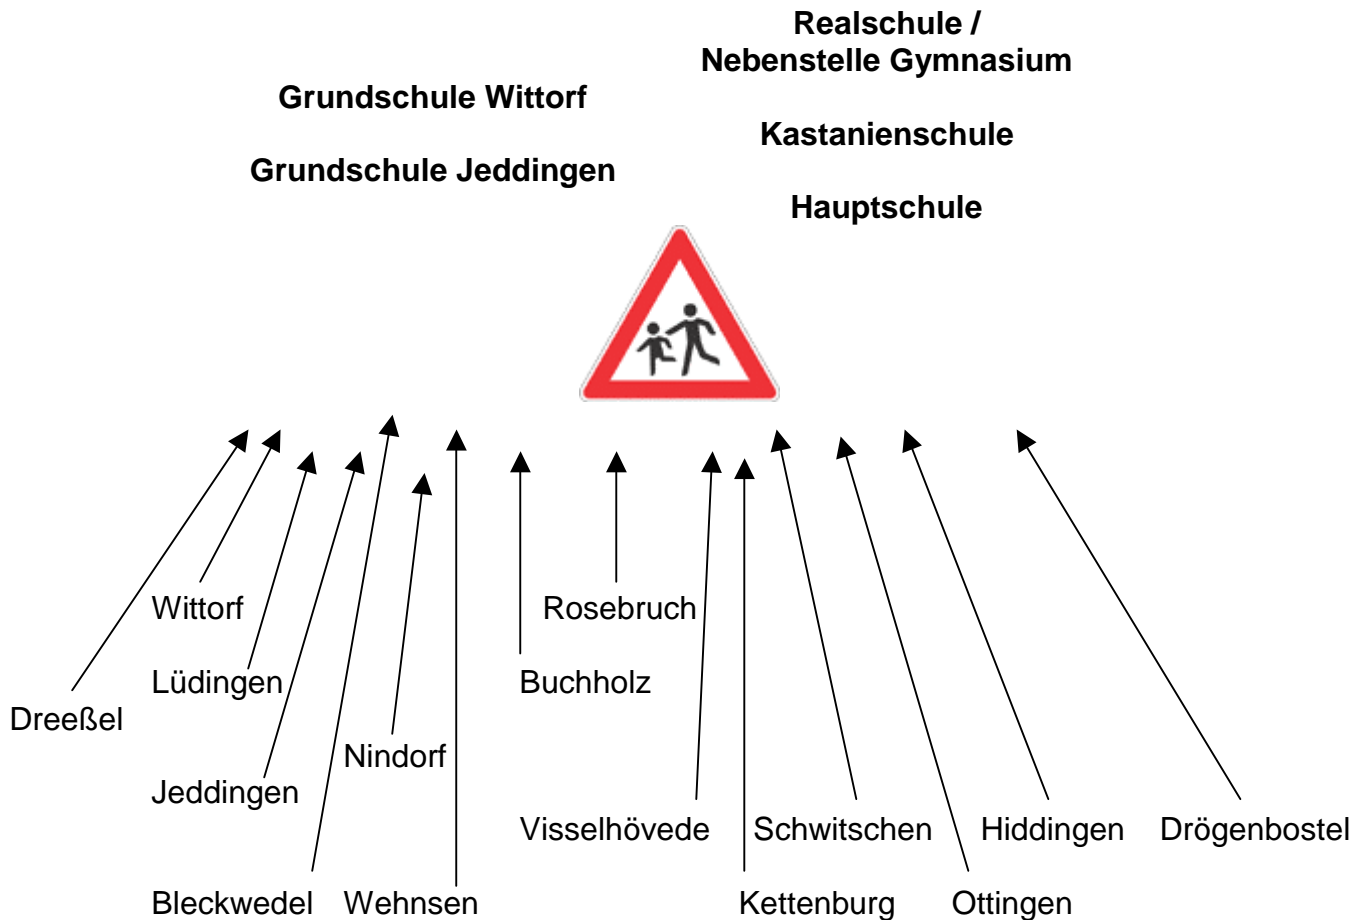 Realschule /
Nebenstelle Gymnasium
Grundschule Wittorf
Kastanienschule
Grundschule Jeddingen
Hauptschule
Wittorf
Rosebruch
Lüdingen
Buchholz
Dreeßel
Nindorf
Jeddingen
Visselhövede
Schwitschen
Hiddingen
Drögenbostel
Bleckwedel
Wehnsen
Kettenburg
Ottingen